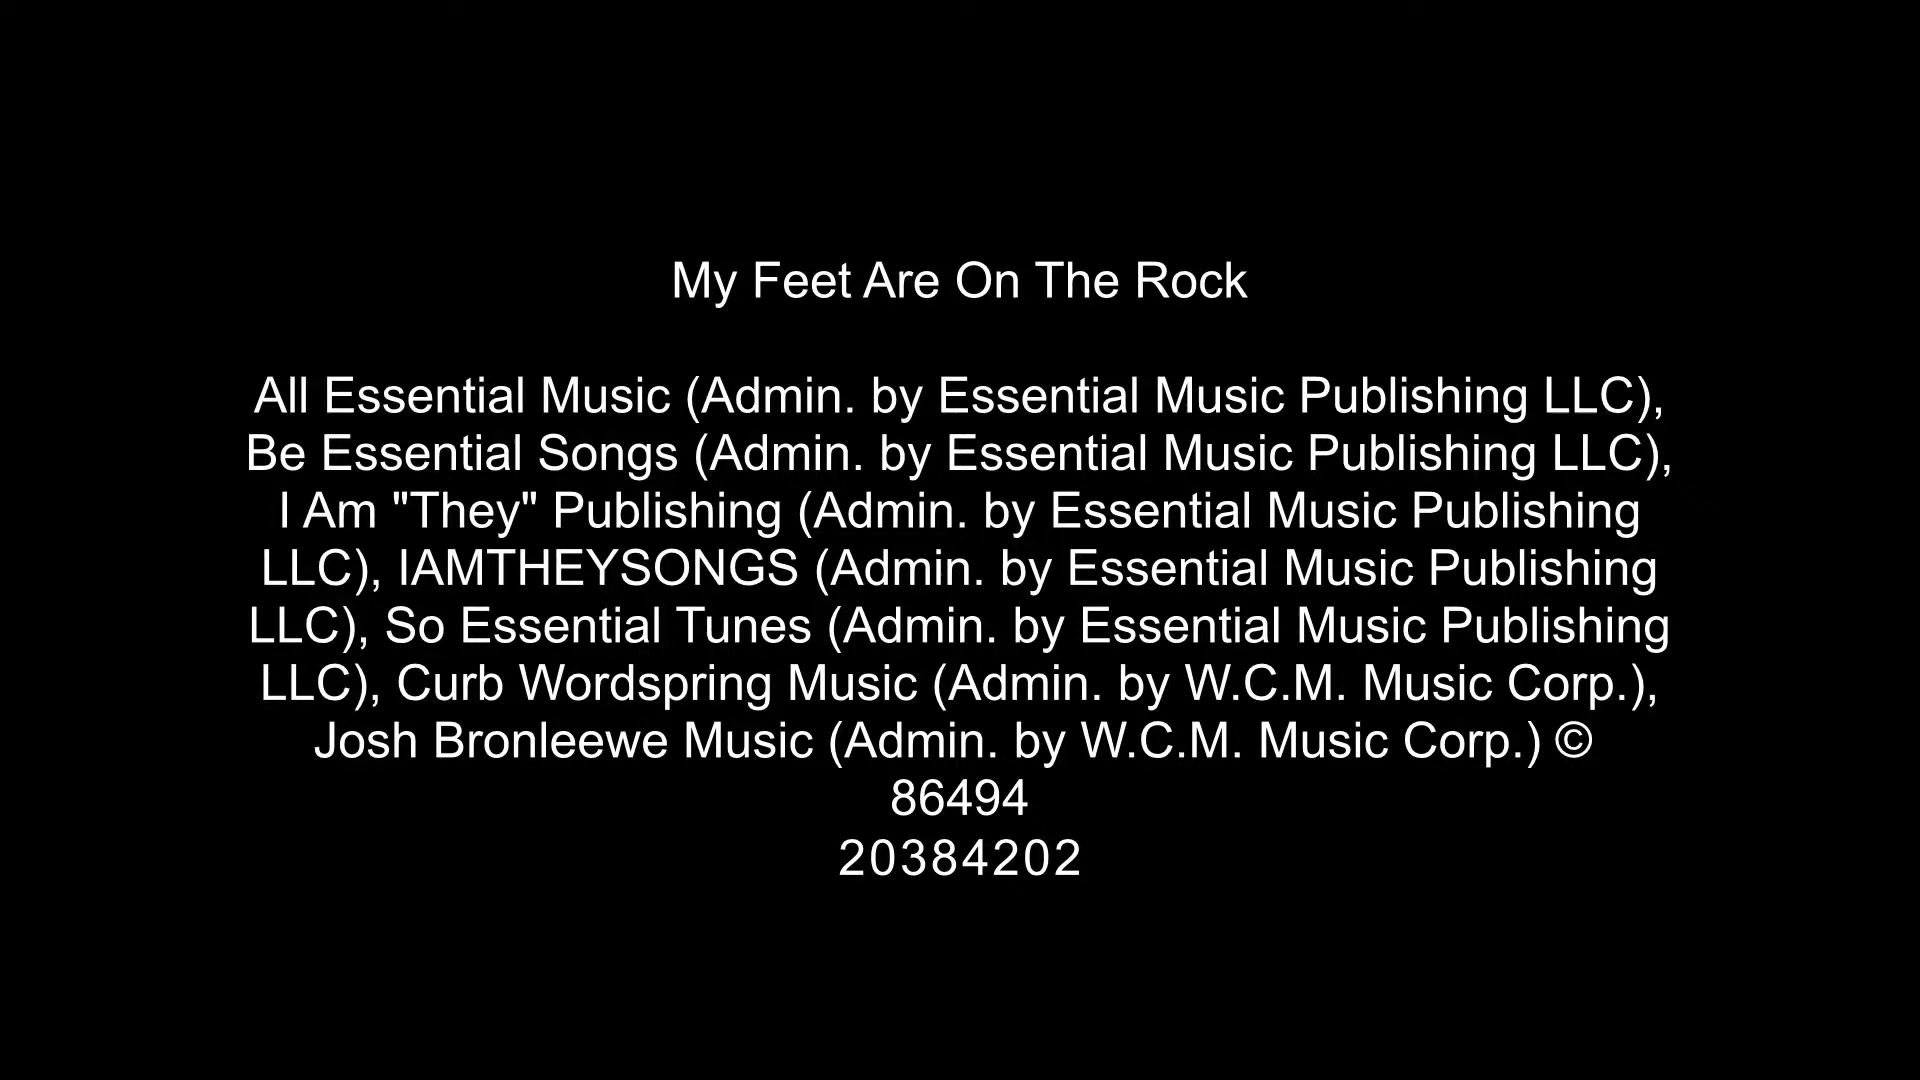 My Feet Are On The Rock
All Essential Music (Admin. by Essential Music Publishing LLC),
Be Essential Songs (Admin. by Essential Music Publishing LLC),
I Am "They" Publishing (Admin. by Essential Music Publishing
LLC), IAMTHEYSONGS (Admin. by Essential Music Publishing
LLC), So Essential Tunes (Admin. by Essential Music Publishing
LLC), Curb Wordspring Music (Admin. by W.C.M. Music Corp.),
Josh Bronleewe Music (Admin. by W.C.M. Music Corp.) ©
86494
20384202